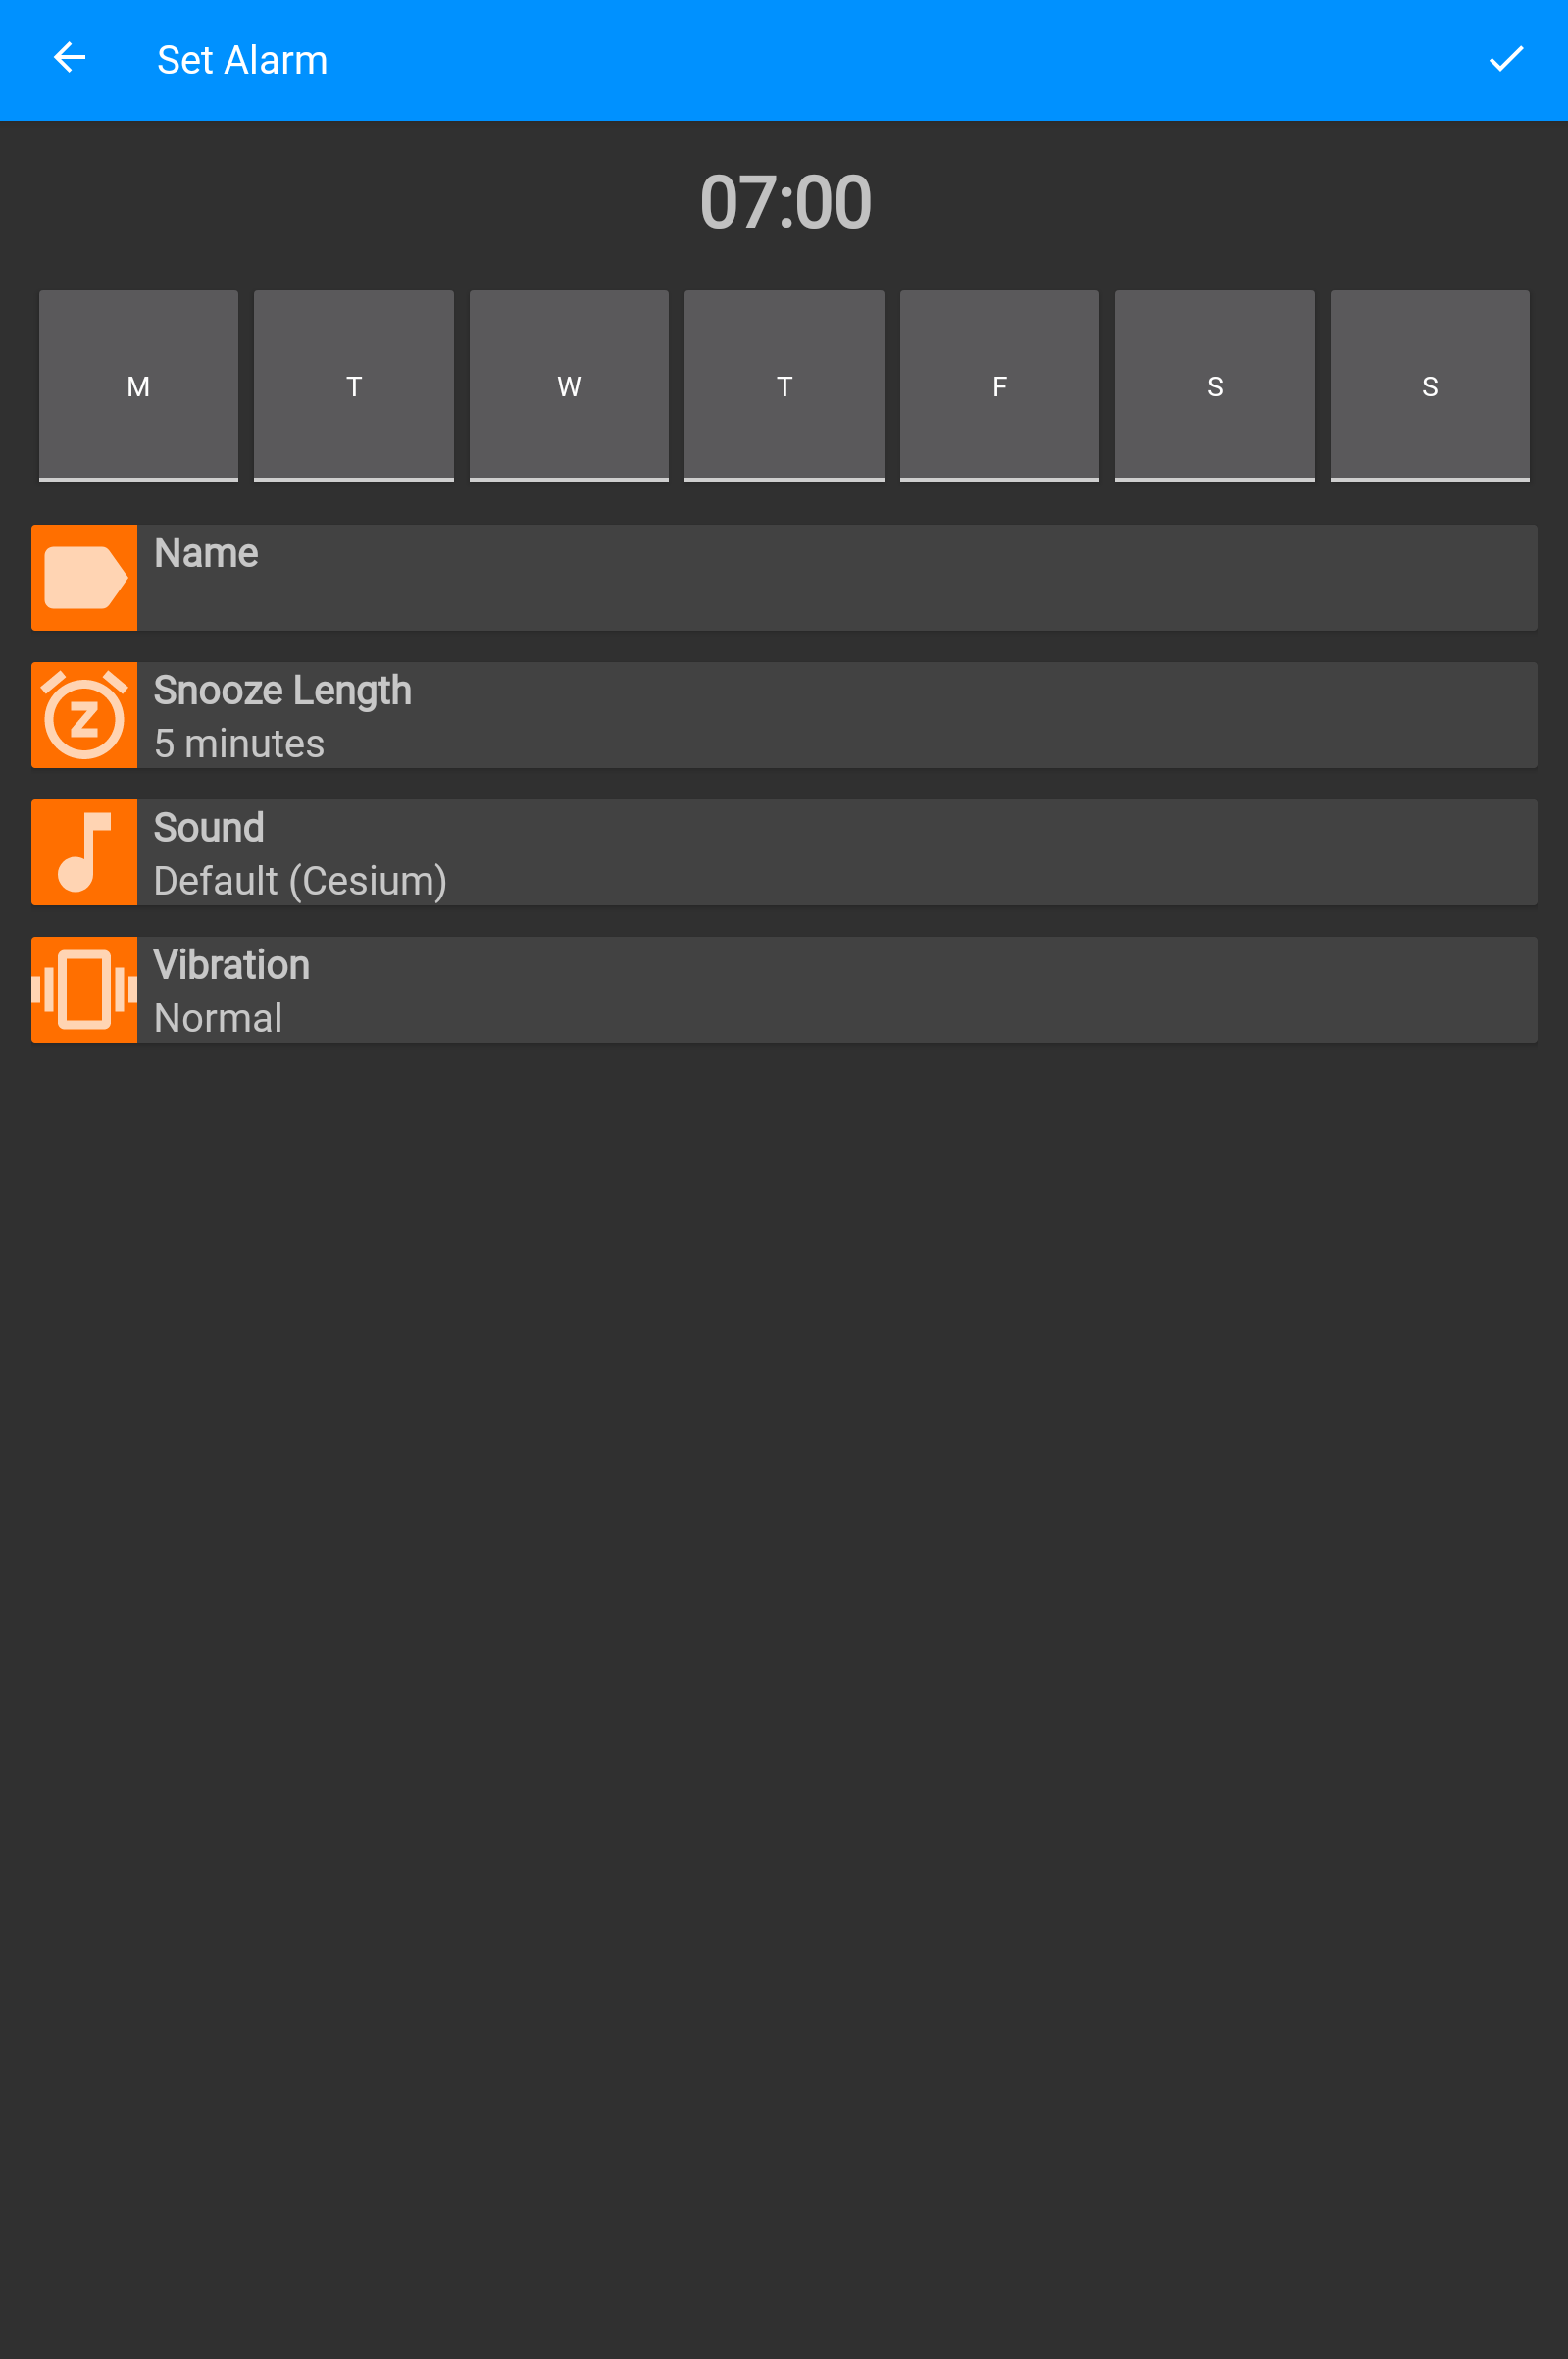 Set Alarm
07:00
M T W T F S S
Name
Snooze Length
5 minutes
Sound
Default (Cesium)
Vibration
Normal